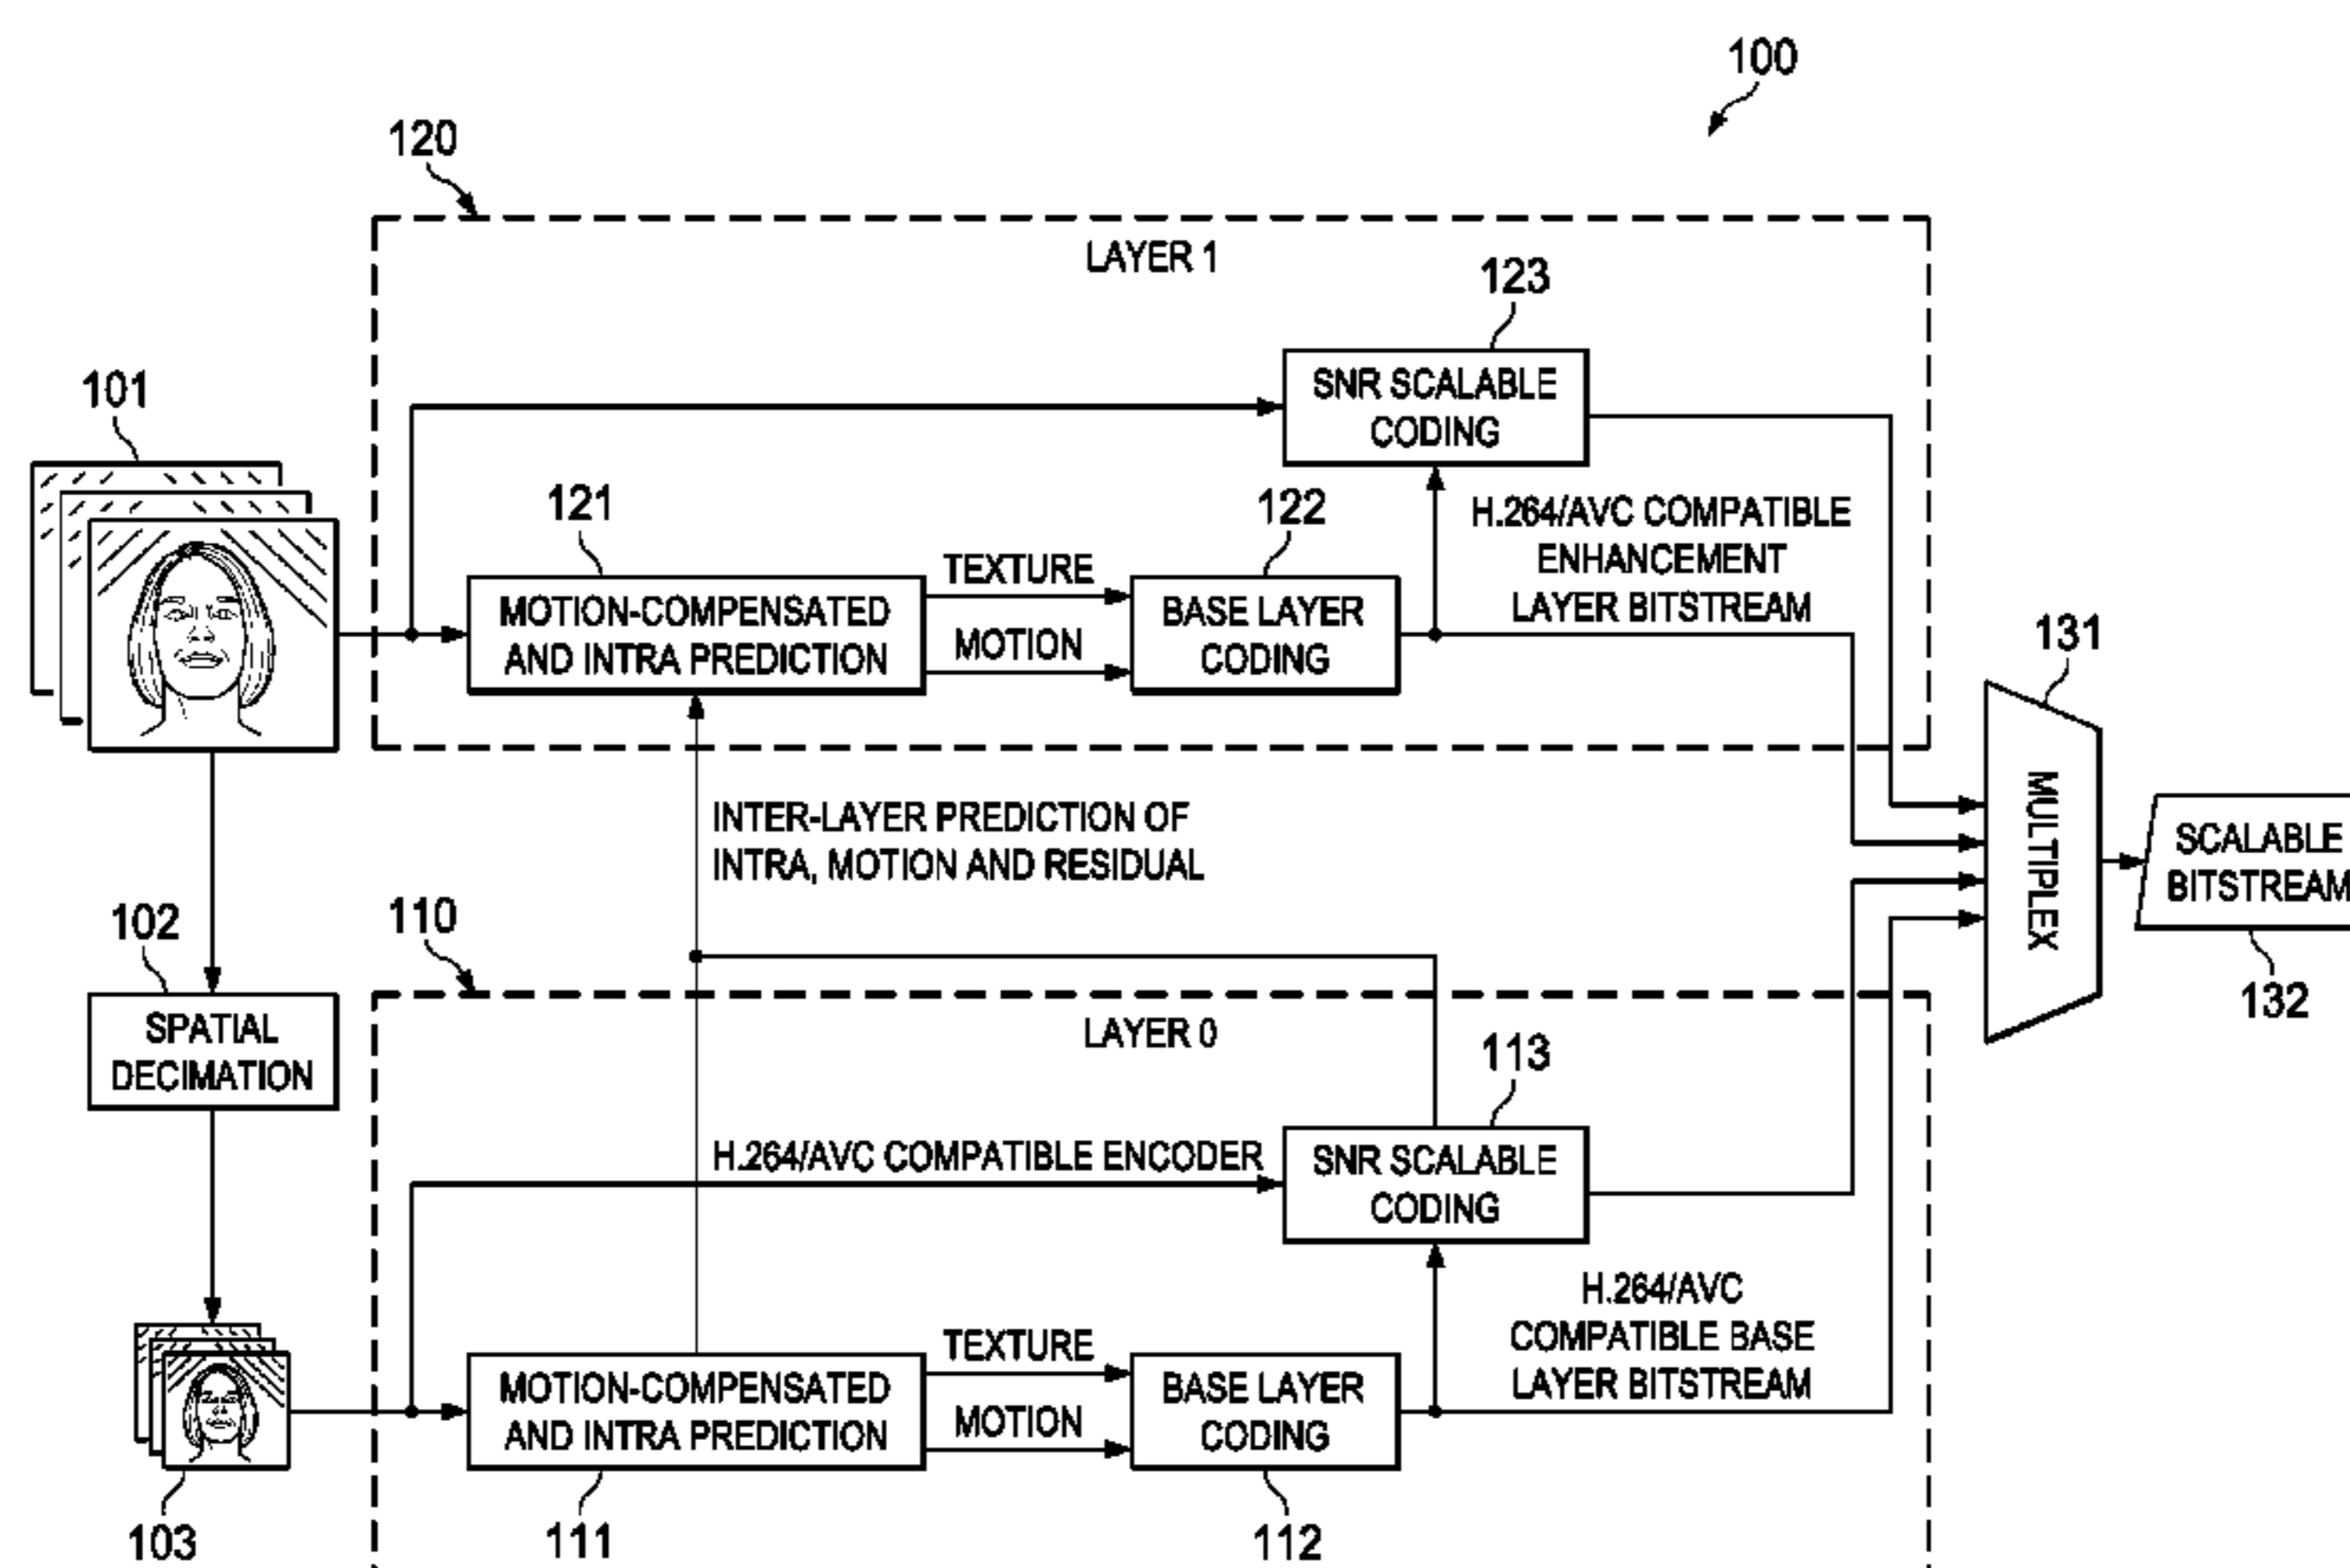 100
120
LAYER 1
123
SNR SCALABLE
CODING
101
121
122
H.264/AVC COMPATIBLE
ENHANCEMENT
LAYER BITSTREAM
TEXTURE
MOTION-COMPENSATED
AND INTRA PREDICTION
MOTION
BASE LAYER
CODING
131
MULTIPLEX
INTER-LAYER PREDICTION OF
INTRA, MOTION AND RESIDUAL
SCALABLE
BITSTREAM
132
102
SPATIAL
DECIMATION
110
LAYER 0
113
H.264/AVC COMPATIBLE ENCODER
SNR SCALABLE
CODING
H.264/AVC
COMPATIBLE BASE
LAYER BITSTREAM
TEXTURE
MOTION-COMPENSATED
AND INTRA PREDICTION
MOTION
BASE LAYER
CODING
103
111
112